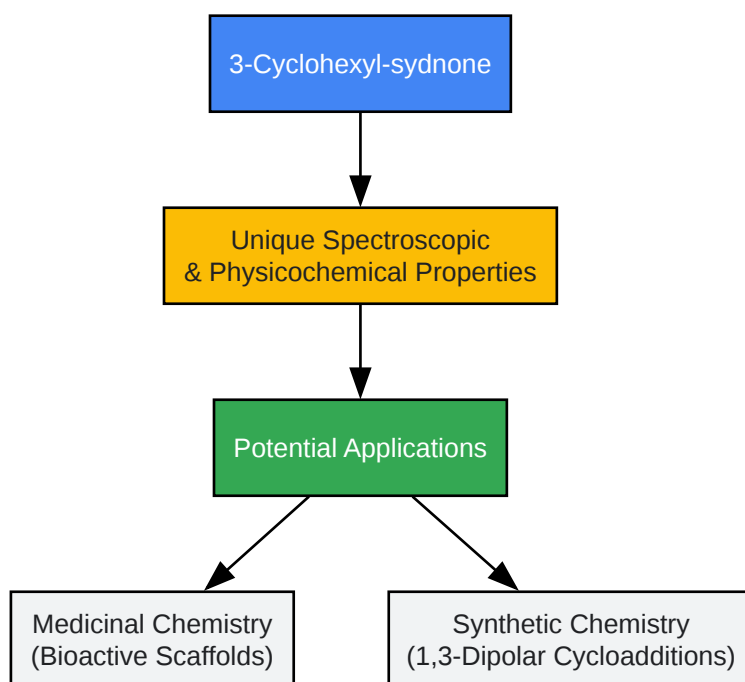 3-Cyclohexyl-sydnone
Unique Spectroscopic
& Physicochemical Properties
Potential Applications
Medicinal Chemistry
(Bioactive Scaffolds)
Synthetic Chemistry
(1,3-Dipolar Cycloadditions)